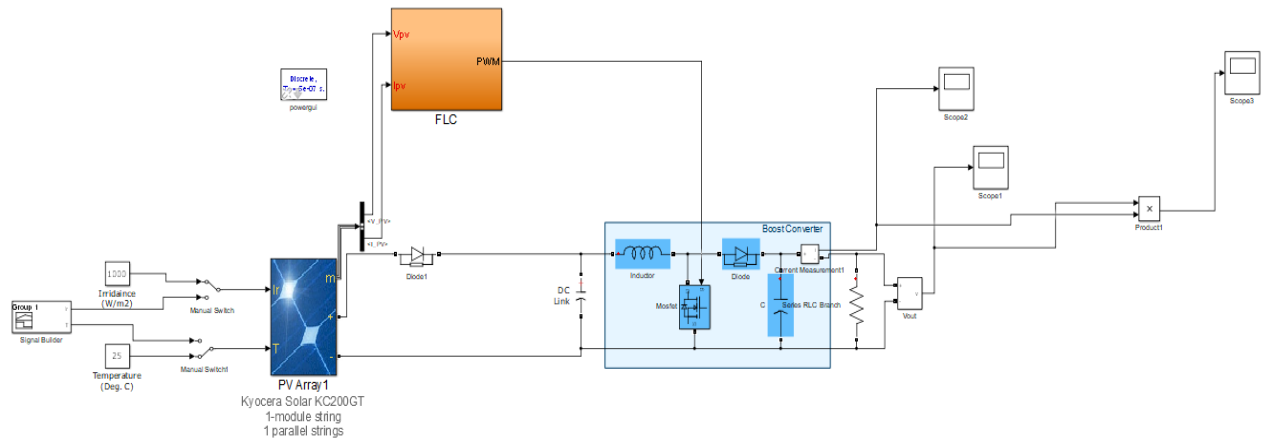 Vpv
PWM
Ipv
FLC
Discrete,
powergui
Scope3
Scope2
Scope1
<V_PV>
<I_PV>
×
Product1
Boost Converter
Inductor
Diode
Current Measurement1
Diode1
DC
Link
Mosfet
C
Series RLC Branch
Vout
1000
Irridaince
(W/m2)
Manual Switch
Group 1
Signal Builder
25
Temperature
(Deg. C)
Manual Switch1
Ir
T
m
+
-
PV Array1
Kyocera Solar KC200GT
1-module string
1 parallel strings